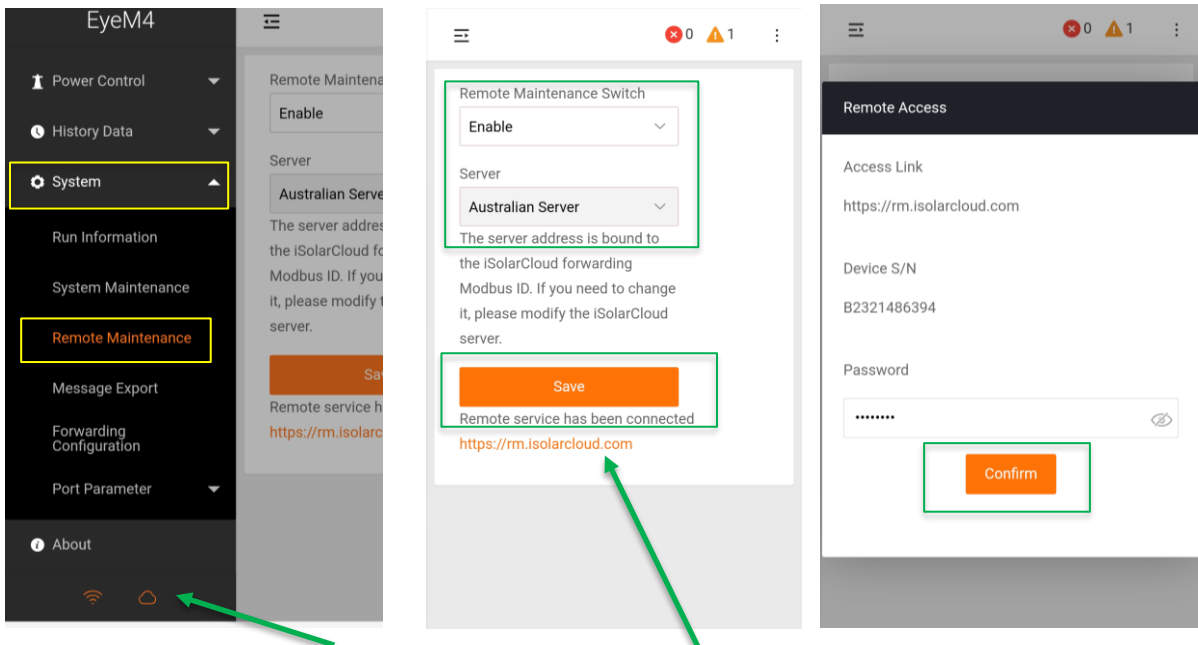 EyeM4
Power Control
History Data
System
Run Information
System Maintenance
Remote Maintenance
Message Export
Forwarding
Configuration
Port Parameter
About
Remote Maintena
Enable
Server
Australian Serve
The server addres
the iSolarCloud fo
Modbus ID. If you
it, please modify t
server.
Sa
Remote service h
https://rm.isolarc
0 1
Remote Maintenance Switch
Enable
Server
Australian Server
The server address is bound to
the iSolarCloud forwarding
Modbus ID. If you need to change
it, please modify the iSolarCloud
server.
Save
Remote service has been connected
https://rm.isolarcloud.com
0 1
Remote Access
Access Link
https://rm.isolarcloud.com
Device S/N
B2321486394
Password
••••••••
Confirm